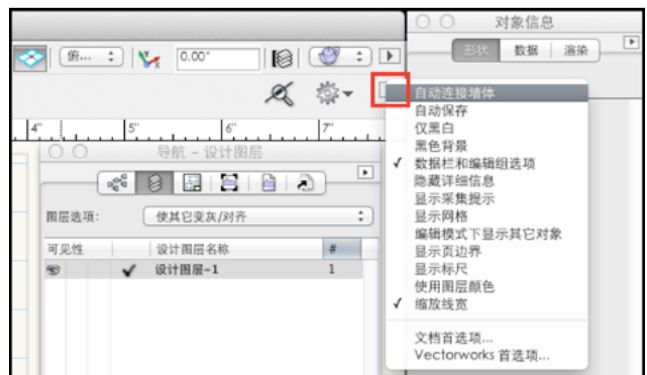 对象信息
俯...
0.00"
形状 数据 渲染
自动连接墙体
自动保存
仅黑白
黑色背景
✓ 数据栏和编辑组选项
隐藏详细信息
显示采集提示
显示网格
编辑模式下显示其它对象
显示页边界
显示标尺
使用图层颜色
✓ 缩放线宽
文档首选项...
Vectorworks 首选项...
4" 5" 6" 7"
导航 - 设计图层
图层选项: 使其它变灰/对齐
可见性 设计图层名称 #
✓ 设计图层-1 1